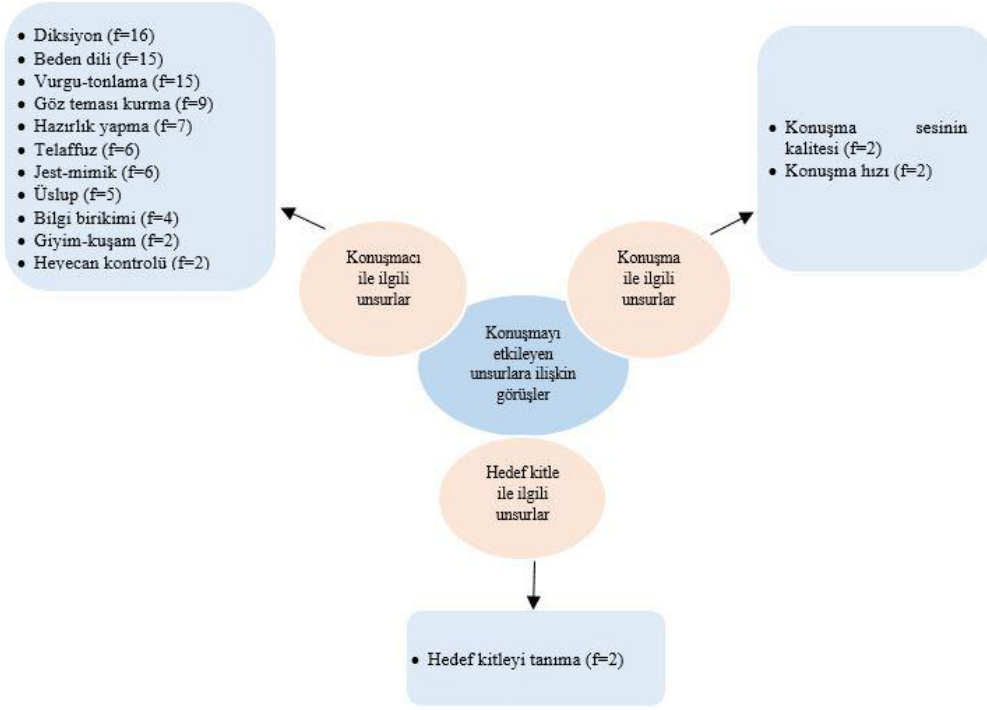 • Diksiyon (f=16)
• Beden dili (f=15)
• Vurgu-tonlama (f=15)
• Göz teması kurma (f=9)
• Hazırlık yapma (f=7)
• Telaffuz (f=6)
• Jest-mimik (f=6)
• Üslup (f=5)
• Bilgi birikimi (f=4)
• Giyim-kuşam (f=2)
• Heyecan kontrolü (f=2)
• Konuşma sesinin
kalitesi (f=2)
• Konuşma hızı (f=2)
Konuşmacı
ile ilgili
unsurlar
Konuşma
ile ilgili
unsurlar
Konuşmayı
etkileyen
unsurlara ilişkin
görüşler
Hedef kitle
ile ilgili
unsurlar
• Hedef kitleyi tanıma (f=2)